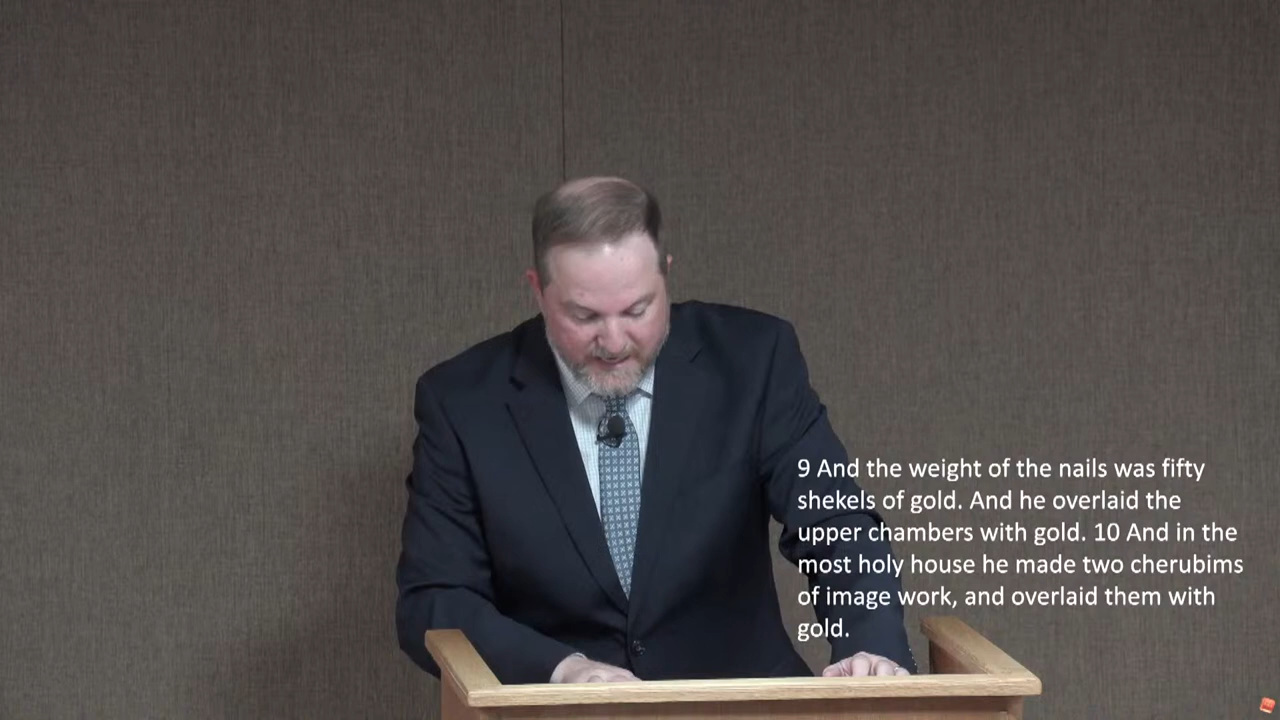 9 And the weight of the nails was fifty
shekels of gold. And he overlaid the
upper chambers with gold. 10 And in the
most holy house he made two cherubims
of image work, and overlaid them with
gold.